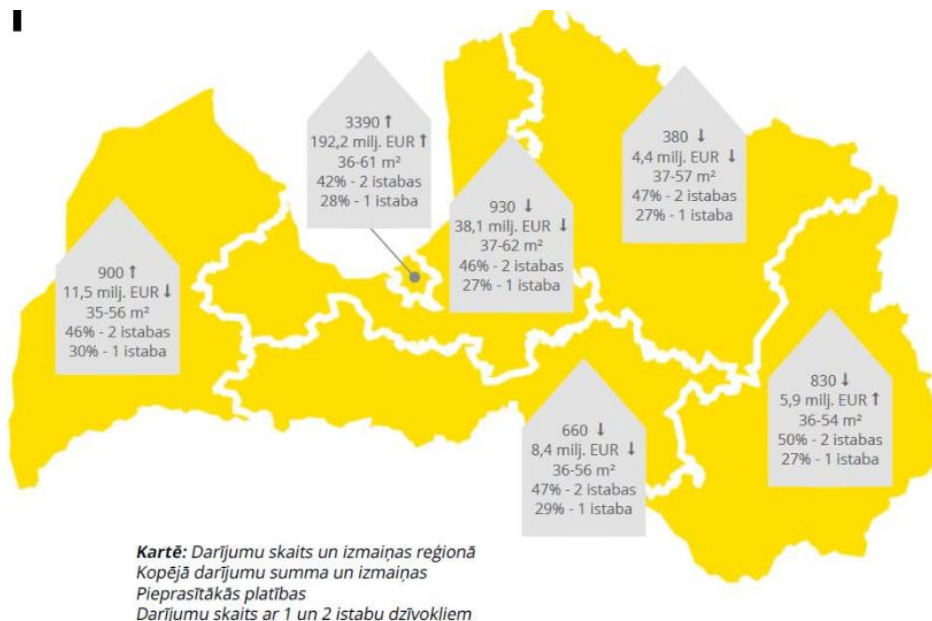 3390 ↑
192,2 milj. EUR ↑
36-61 m²
42% - 2 istabas
28% - 1 istaba
380 ↓
4,4 milj. EUR ↓
37-57 m²
47% - 2 istabas
27% - 1 istaba
930 ↓
38,1 milj. EUR ↓
37-62 m²
46% - 2 istabas
27% - 1 istaba
900 ↑
11,5 milj. EUR ↓
35-56 m²
46% - 2 istabas
30% - 1 istaba
830 ↓
5,9 milj. EUR ↑
36-54 m²
50% - 2 istabas
27% - 1 istaba
660 ↓
8,4 milj. EUR ↓
36-56 m²
47% - 2 istabas
29% - 1 istaba
Kartē: Darījumu skaits un izmaiņas reģionā
Kopējā darījumu summa un izmaiņas
Pieprasītākās platības
Darījumu skaits ar 1 un 2 istabu dzīvokļiem